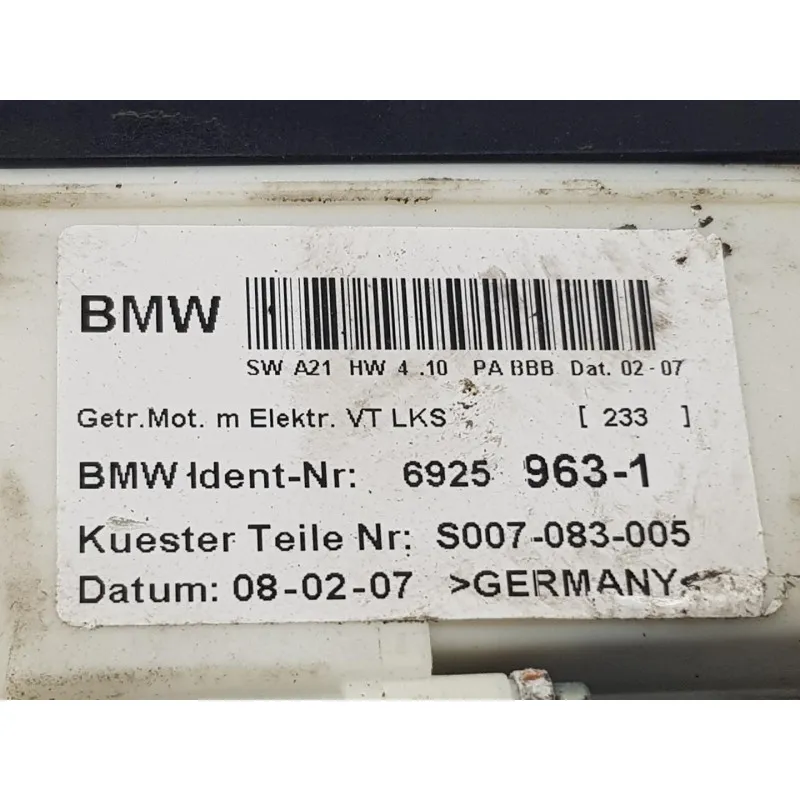 BMW
SW A21 HW 4 .10 PA BBB Dat. 02-07
Getr.Mot. m Elektr. VT LKS [ 233 ]
BMW Ident-Nr: 6925 963-1
Kuester Teile Nr: S007-083-005
Datum: 08-02-07 >GERMANY<